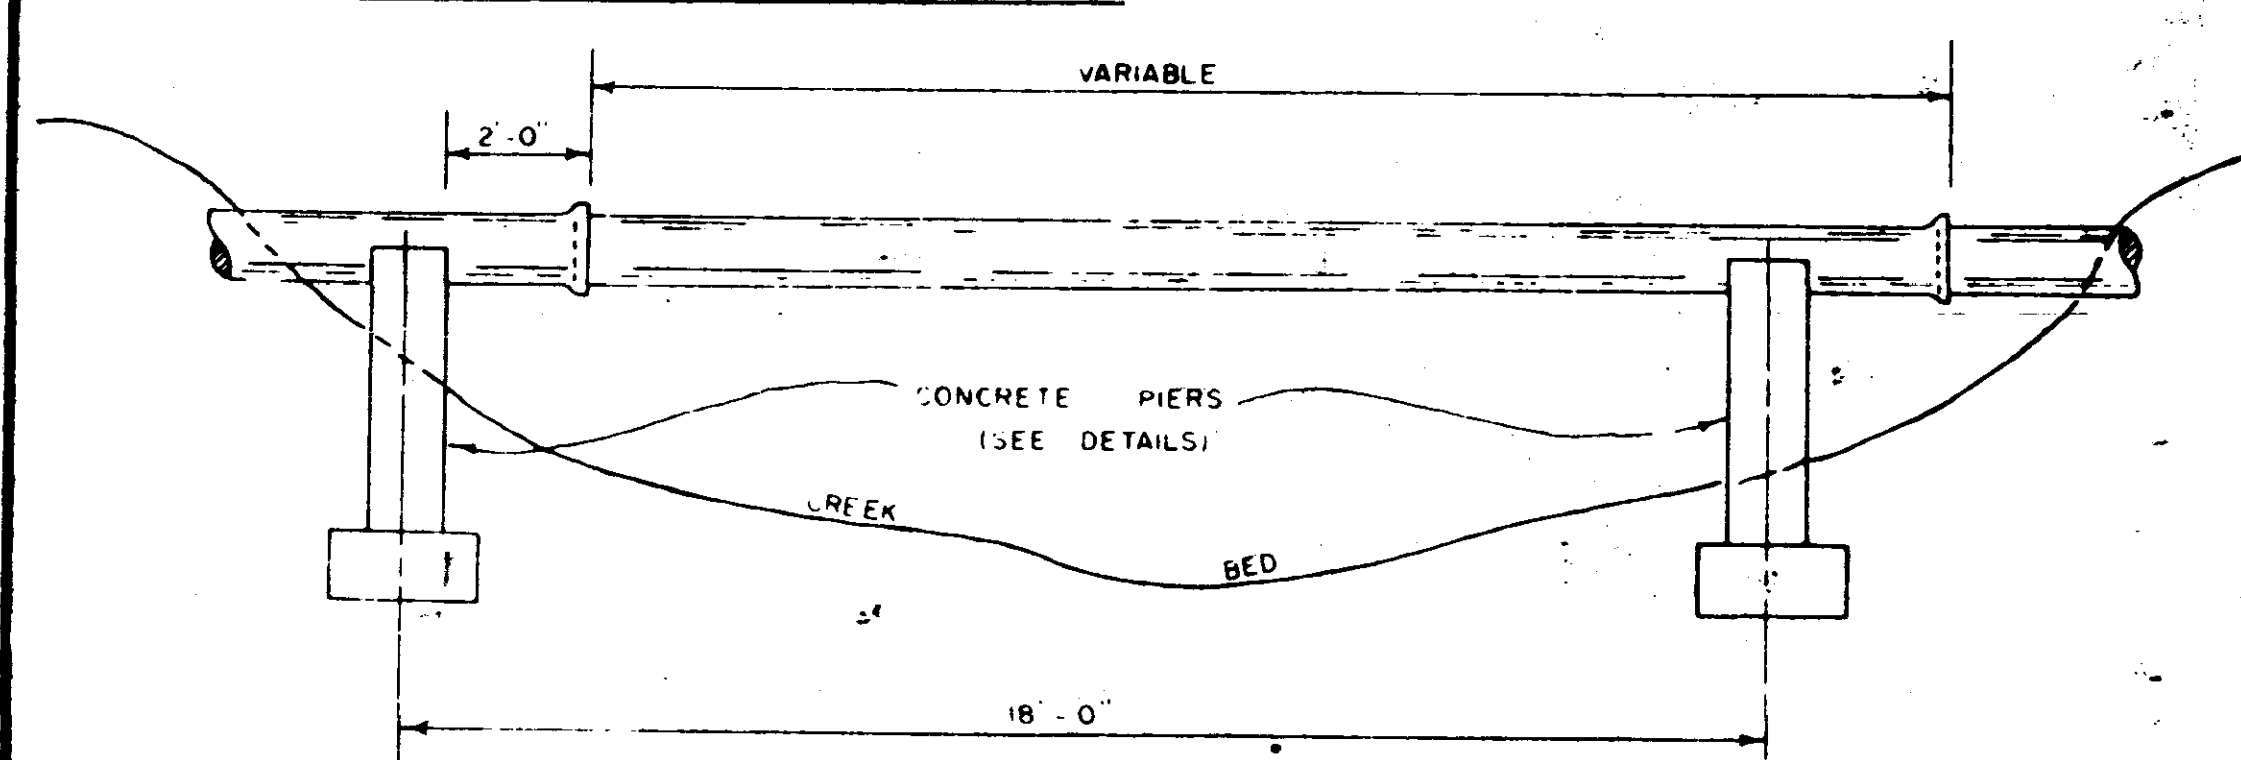 VARIABLE
2'-0"
CONCRETE PIERS
(SEE DETAILS)
CREEK BED
18'-0"